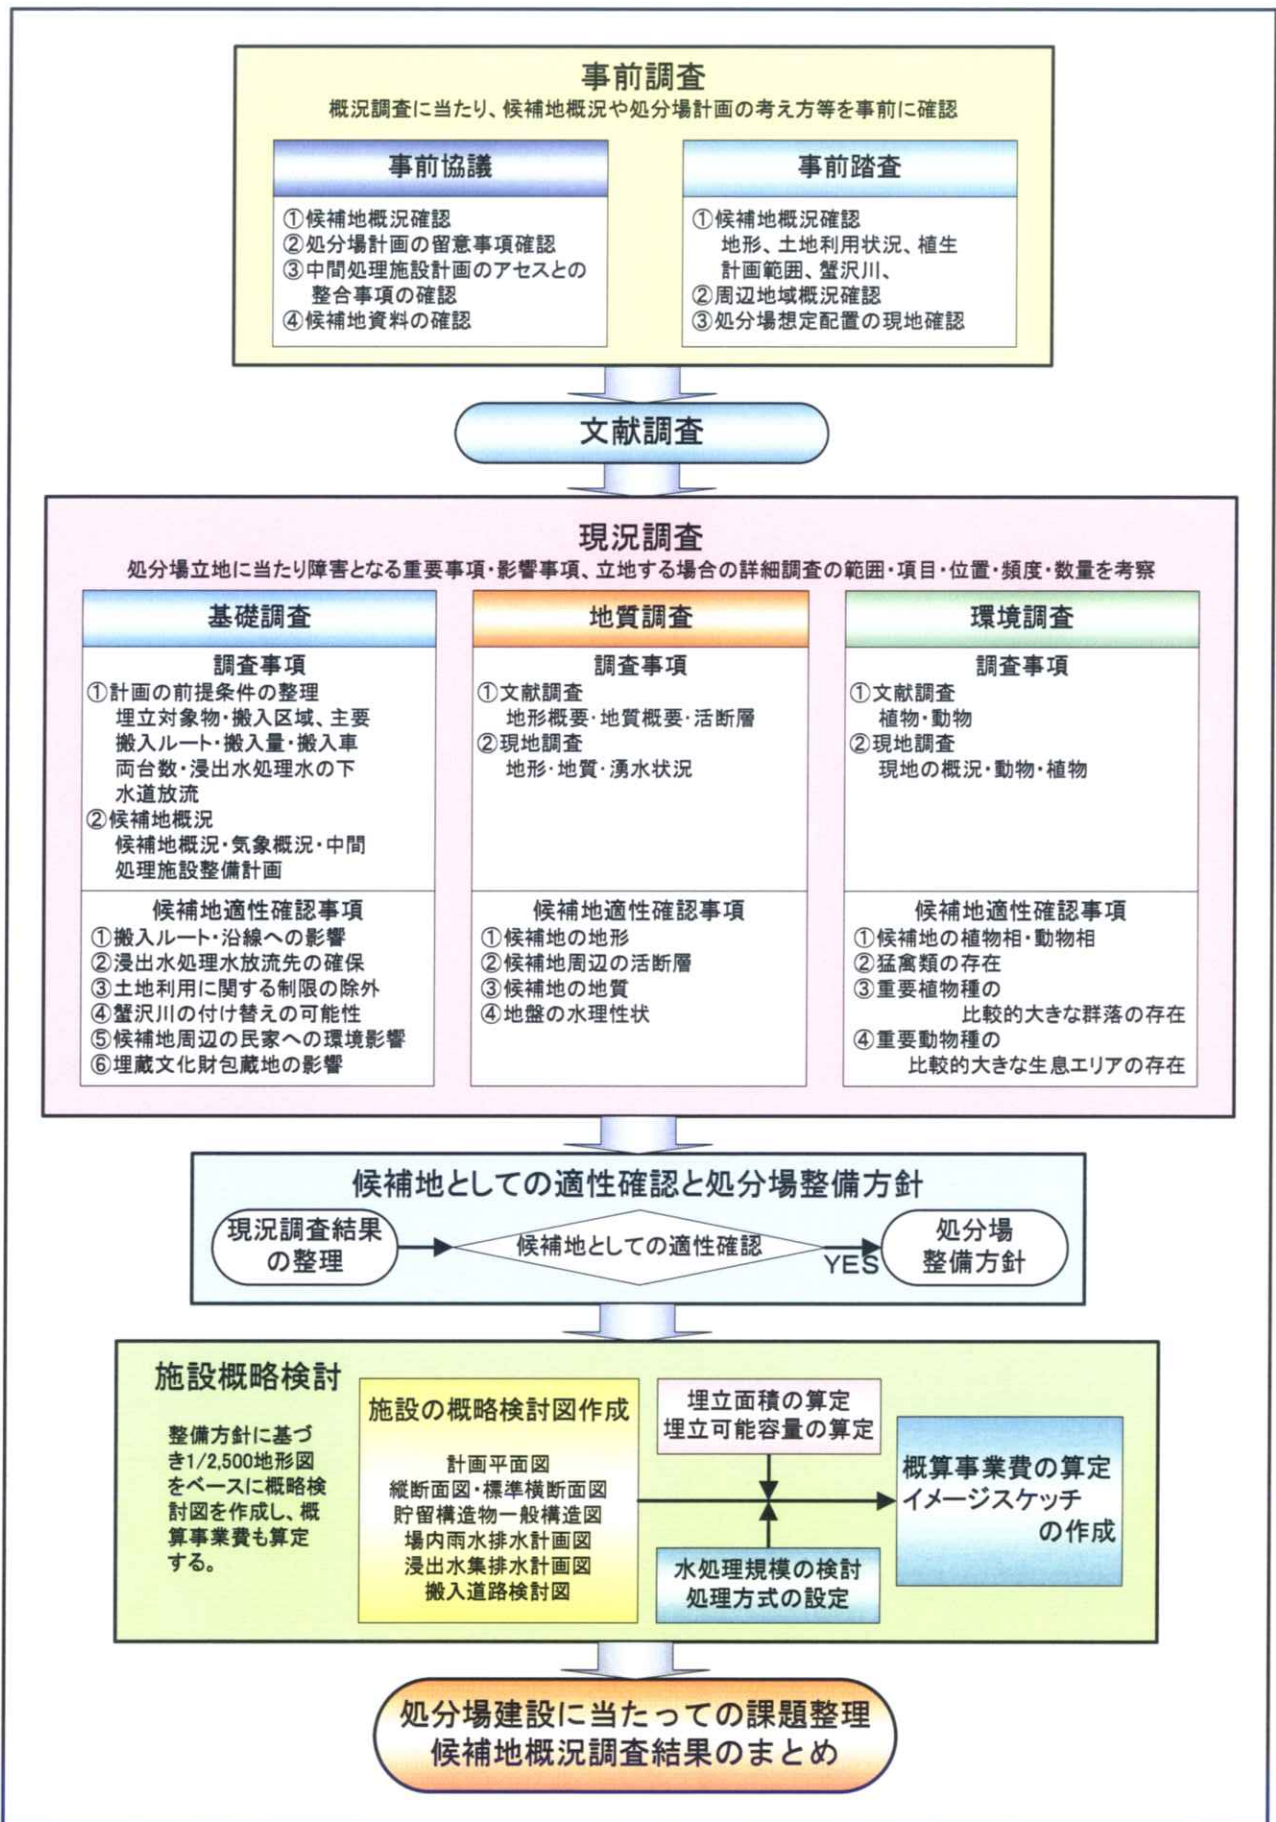 事前調査
概況調査に当たり、候補地概況や処分場計画の考え方等を事前に確認
事前協議
①候補地概況確認
②処分場計画の留意事項確認
③中間処理施設計画のアセスとの
整合事項の確認
④候補地資料の確認
事前踏査
①候補地概況確認
地形、土地利用状況、植生
計画範囲、蟹沢川、
②周辺地域概況確認
③処分場想定配置の現地確認
文献調査
現況調査
処分場立地に当たり障害となる重要事項・影響事項、立地する場合の詳細調査の範囲・項目・位置・頻度・数量を考察
基礎調査
調査事項
①計画の前提条件の整理
埋立対象物・搬入区域、主要
搬入ルート・搬入量・搬入車
両台数・浸出水処理水の下
水道放流
②候補地概況
候補地概況・気象概況・中間
処理施設整備計画
候補地適性確認事項
①搬入ルート・沿線への影響
②浸出水処理水放流先の確保
③土地利用に関する制限の除外
④蟹沢川の付け替えの可能性
⑤候補地周辺の民家への環境影響
⑥埋蔵文化財包蔵地の影響
地質調査
調査事項
①文献調査
地形概要・地質概要・活断層
②現地調査
地形・地質・湧水状況
候補地適性確認事項
①候補地の地形
②候補地周辺の活断層
③候補地の地質
④地盤の水理性状
環境調査
調査事項
①文献調査
植物・動物
②現地調査
現地の概況・動物・植物
候補地適性確認事項
①候補地の植物相・動物相
②猛禽類の存在
③重要植物種の
比較的大きな群落の存在
④重要動物種の
比較的大きな生息エリアの存在
候補地としての適性確認と処分場整備方針
現況調査結果
の整理
候補地としての適性確認
YES
処分場
整備方針
施設概略検討
整備方針に基づ
き1/2,500地形図
をベースに概略検
討図を作成し、概
算事業費も算定
する。
施設の概略検討図作成
計画平面図
縦断面図・標準横断面図
貯留構造物一般構造図
場内雨水排水計画図
浸出水集排水計画図
搬入道路検討図
埋立面積の算定
埋立可能容量の算定
水処理規模の検討
処理方式の設定
概算事業費の算定
イメージスケッチ
の作成
処分場建設に当たっての課題整理
候補地概況調査結果のまとめ